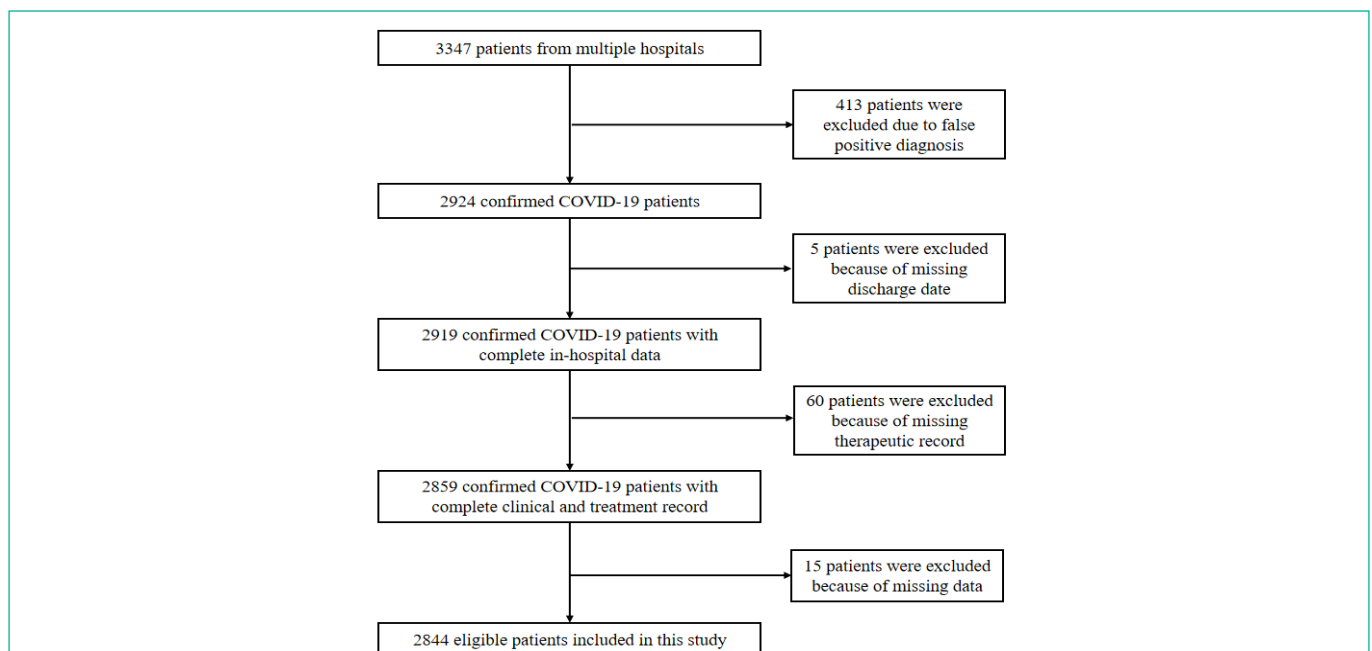 3347 patients from multiple hospitals
413 patients were
excluded due to false
positive diagnosis
2924 confirmed COVID-19 patients
5 patients were excluded
because of missing
discharge date
2919 confirmed COVID-19 patients with
complete in-hospital data
60 patients were excluded
because of missing
therapeutic record
2859 confirmed COVID-19 patients with
complete clinical and treatment record
15 patients were excluded
because of missing data
2844 eligible patients included in this study